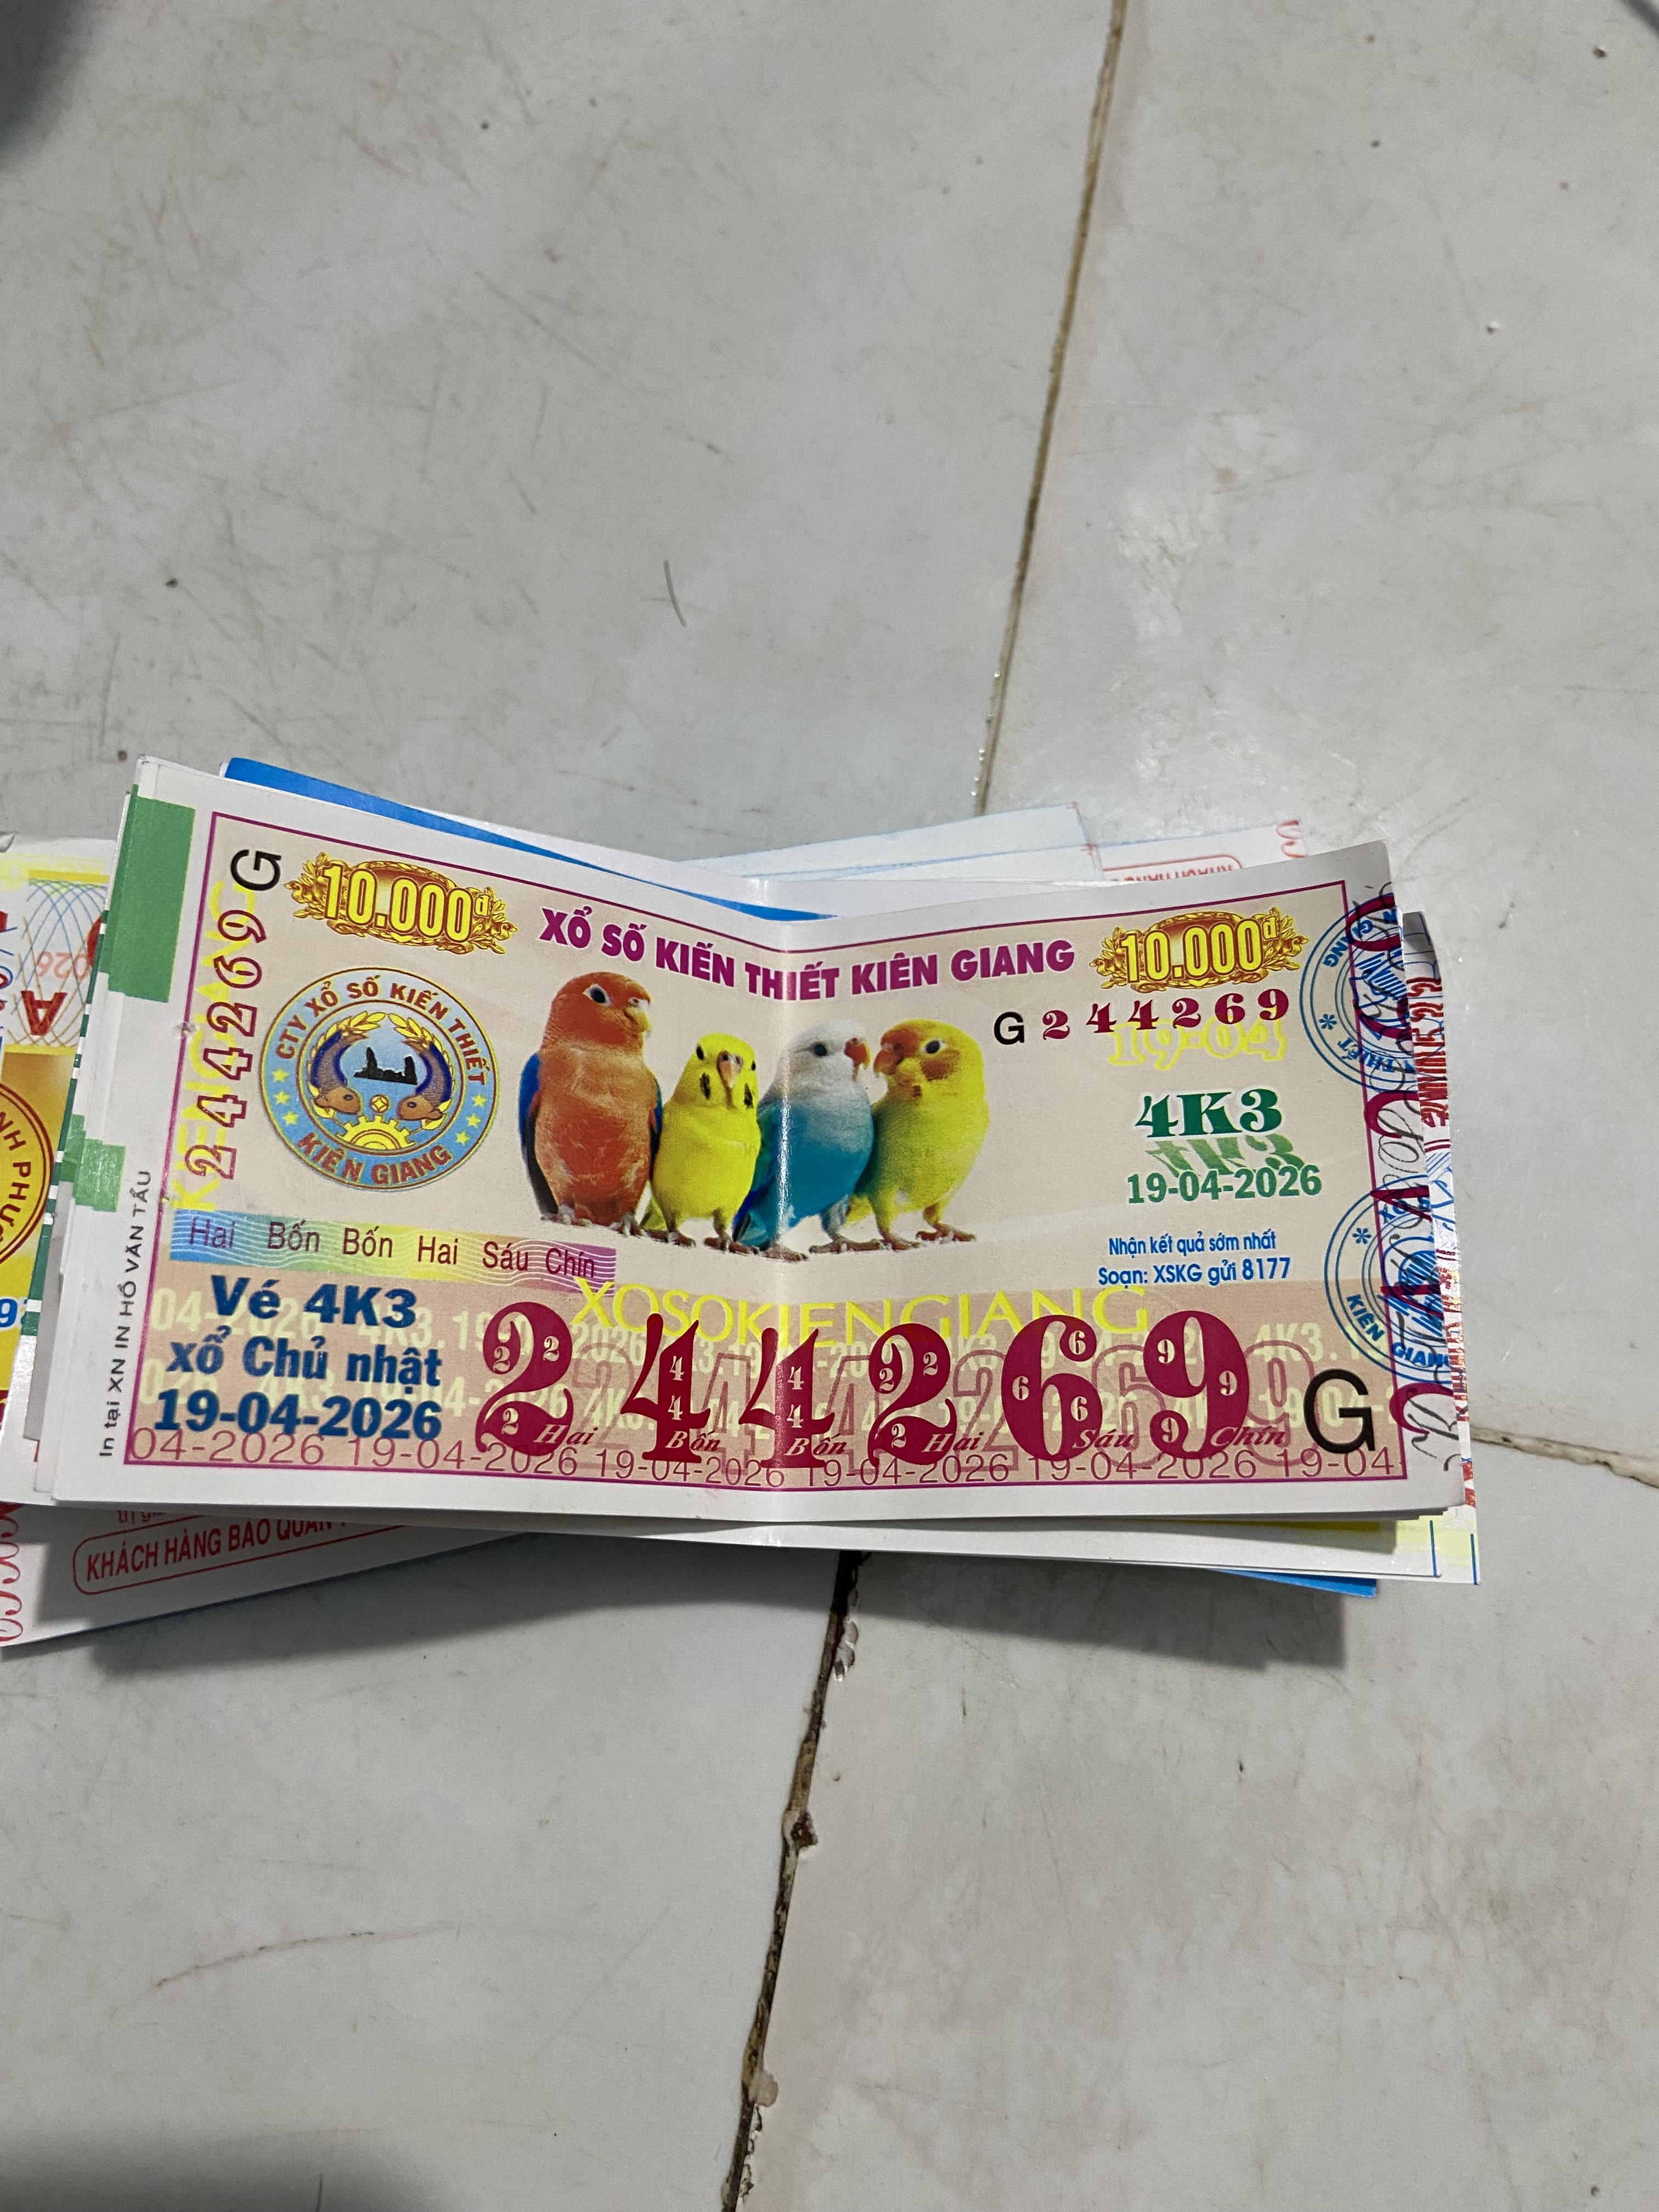 10.000đ
XỔ SỐ KIẾN THIẾT KIÊN GIANG
10.000đ
244269 G
G 244269
19-04
CTY XỔ SỐ KIẾN THIẾT
KIÊN GIANG
4K3
4K3
19-04-2026
Nhận kết quả sớm nhất
Soạn: XSKG gửi 8177
Hai Bốn Bốn Hai Sáu Chín
XOSOKIENGIANG
Vé 4K3
xổ Chủ nhật
19-04-2026
244269 G
Hai Bốn Bốn Hai Sáu Chín
04-2026 19-04-2026 19-04-2026 19-04-2026 19-04-2026 19-04
In tại XN IN HỒ VĂN TẨU
KIÊN GIANG
KHÁCH HÀNG BẢO QUẢN